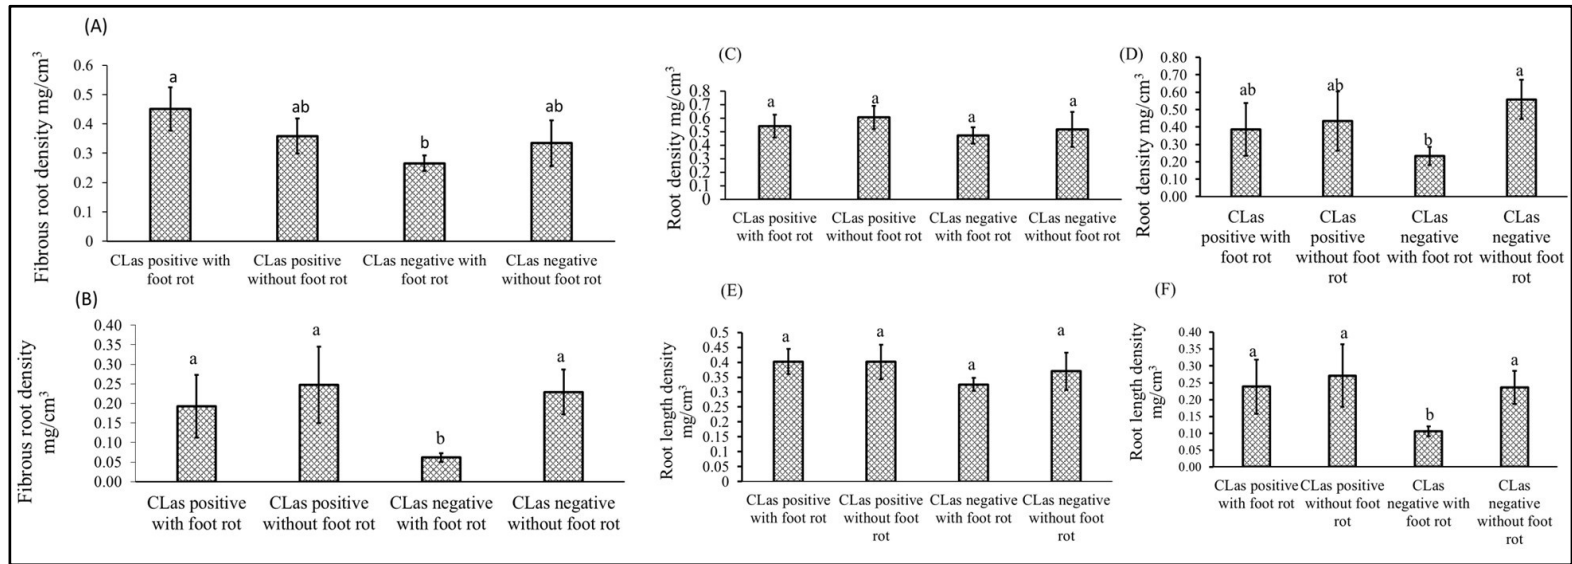 (A)
Fibrous root density mg/cm³
0.6
0.5
0.4
0.3
0.2
0.1
0
a
ab
b
ab
CLas positive with
foot rot
CLas positive
without foot rot
CLas negative with
foot rot
CLas negative
without foot rot
(B)
Fibrous root density
mg/cm³
0.40
0.35
0.30
0.25
0.20
0.15
0.10
0.05
0.00
a
a
b
a
CLas positive
with foot rot
CLas positive
without foot rot
CLas negative
with foot rot
CLas negative
without foot rot
(C)
Root density mg/cm³
0.8
0.7
0.6
0.5
0.4
0.3
0.2
0.1
0
a
a
a
a
CLas positive
with foot rot
CLas positive
without foot rot
CLas negative
with foot rot
CLas negative
without foot rot
(D)
Root density mg/cm³
0.80
0.70
0.60
0.50
0.40
0.30
0.20
0.10
0.00
ab
ab
b
a
CLas
positive with
foot rot
CLas
positive
without foot
rot
CLas
negative
with foot rot
CLas
negative
without foot
rot
(E)
Root length density
mg/cm³
0.5
0.45
0.4
0.35
0.3
0.25
0.2
0.15
0.1
0.05
0
a
a
a
a
CLas positive
with foot rot
CLas positive
without foot
rot
CLas negative
with foot rot
CLas negative
without foot
rot
(F)
Root length density
mg/cm³
0.40
0.35
0.30
0.25
0.20
0.15
0.10
0.05
0.00
a
a
b
a
CLas positive
with foot rot
CLas positive
without foot
rot
CLas
negative with
foot rot
CLas
negative
without foot
rot